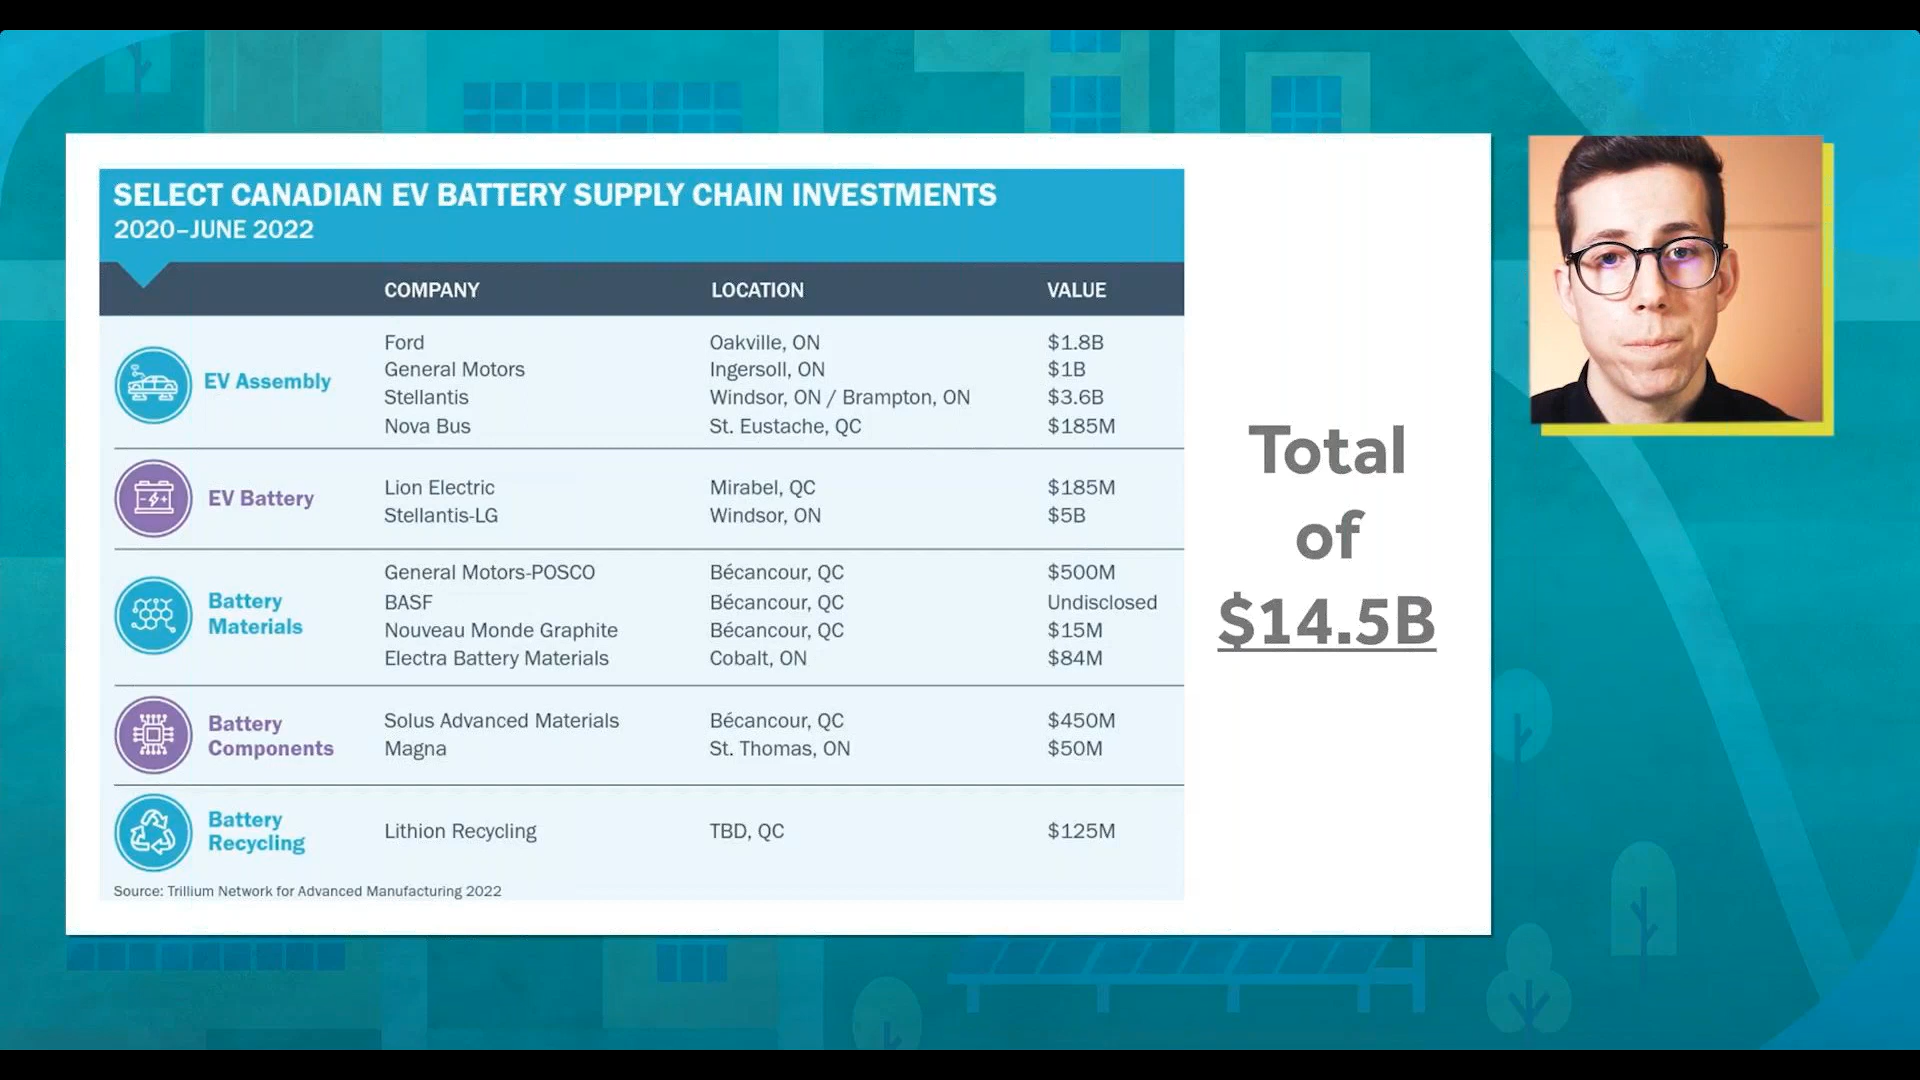 SELECT CANADIAN EV BATTERY SUPPLY CHAIN INVESTMENTS
2020–JUNE 2022
COMPANY LOCATION VALUE
EV Assembly
Ford Oakville, ON $1.8B
General Motors Ingersoll, ON $1B
Stellantis Windsor, ON / Brampton, ON $3.6B
Nova Bus St. Eustache, QC $185M
EV Battery
Lion Electric Mirabel, QC $185M
Stellantis-LG Windsor, ON $5B
Battery
Materials
General Motors-POSCO Bécancour, QC $500M
BASF Bécancour, QC Undisclosed
Nouveau Monde Graphite Bécancour, QC $15M
Electra Battery Materials Cobalt, ON $84M
Battery
Components
Solus Advanced Materials Bécancour, QC $450M
Magna St. Thomas, ON $50M
Battery
Recycling
Lithion Recycling TBD, QC $125M
Source: Trillium Network for Advanced Manufacturing 2022
Total
of
$14.5B